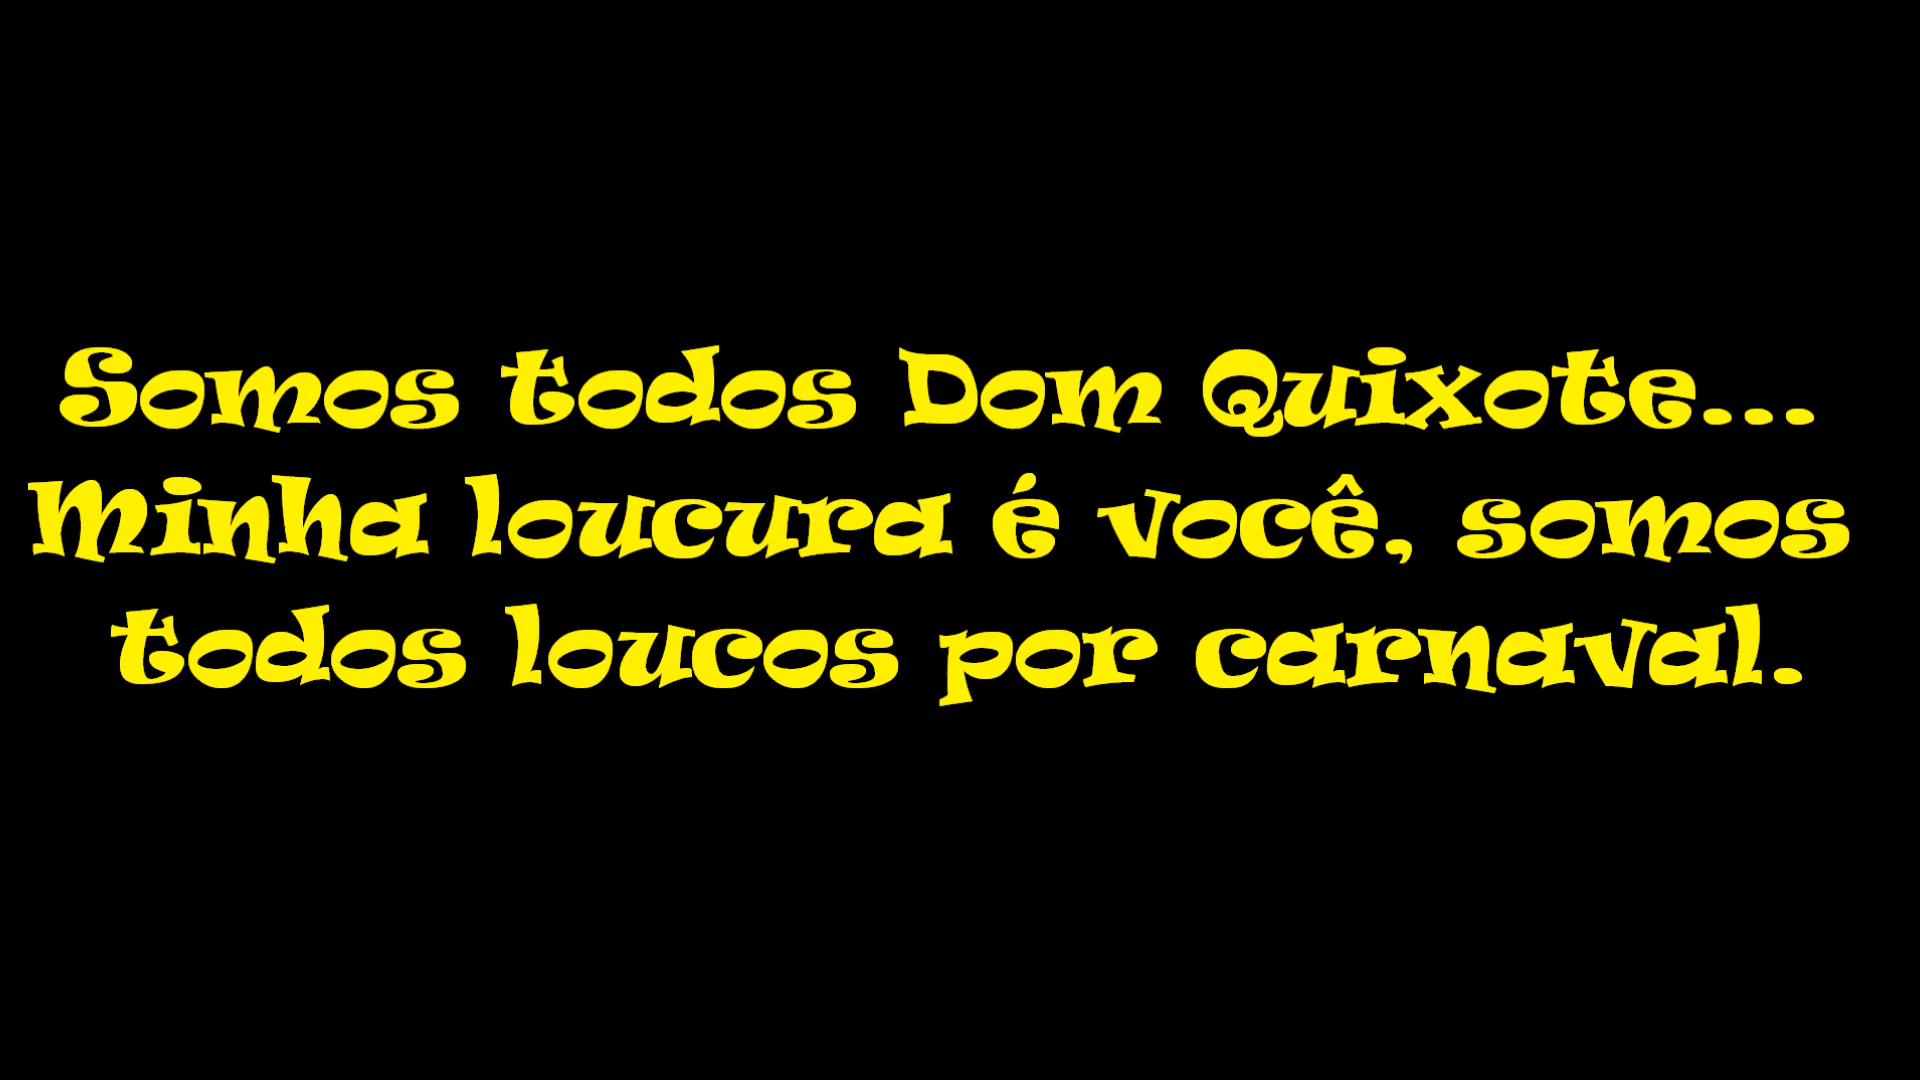 Somos todos Dom Quixote...
Minha loucura é você, somos
todos loucos por carnaval.